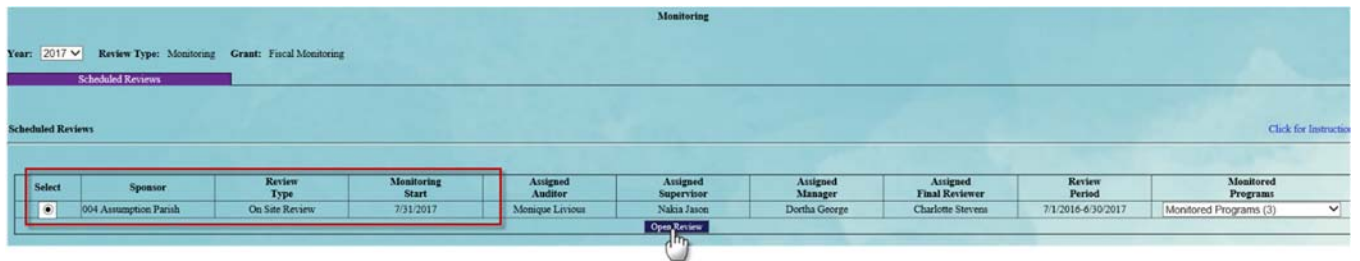 Monitoring
Year: 2017 Review Type: Monitoring Grant: Fiscal Monitoring
Scheduled Reviews
Scheduled Reviews Click for Instruction
Select Sponsor Review Type Monitoring Start Assigned Auditor Assigned Supervisor Assigned Manager Assigned Final Reviewer Review Period Monitored Programs
004 Assumption Parish On Site Review 7/31/2017 Monique Livious Nakia Jason Dortha George Charlotte Stevens 7/1/2016-6/30/2017 Monitored Programs (3)
Open Review